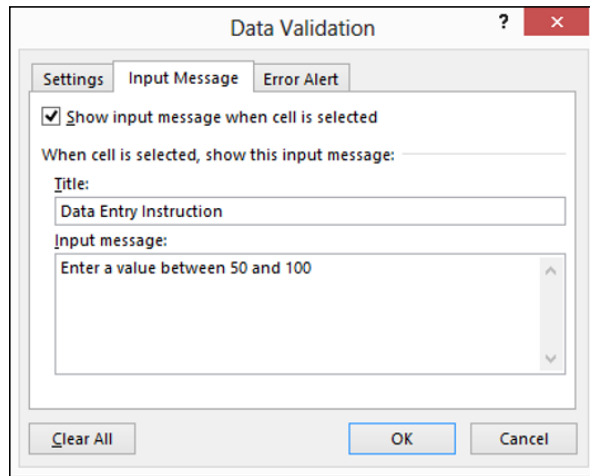 Data Validation ? ×
Settings Input Message Error Alert
Show input message when cell is selected
When cell is selected, show this input message:
Title:
Data Entry Instruction
Input message:
Enter a value between 50 and 100
Clear All OK Cancel